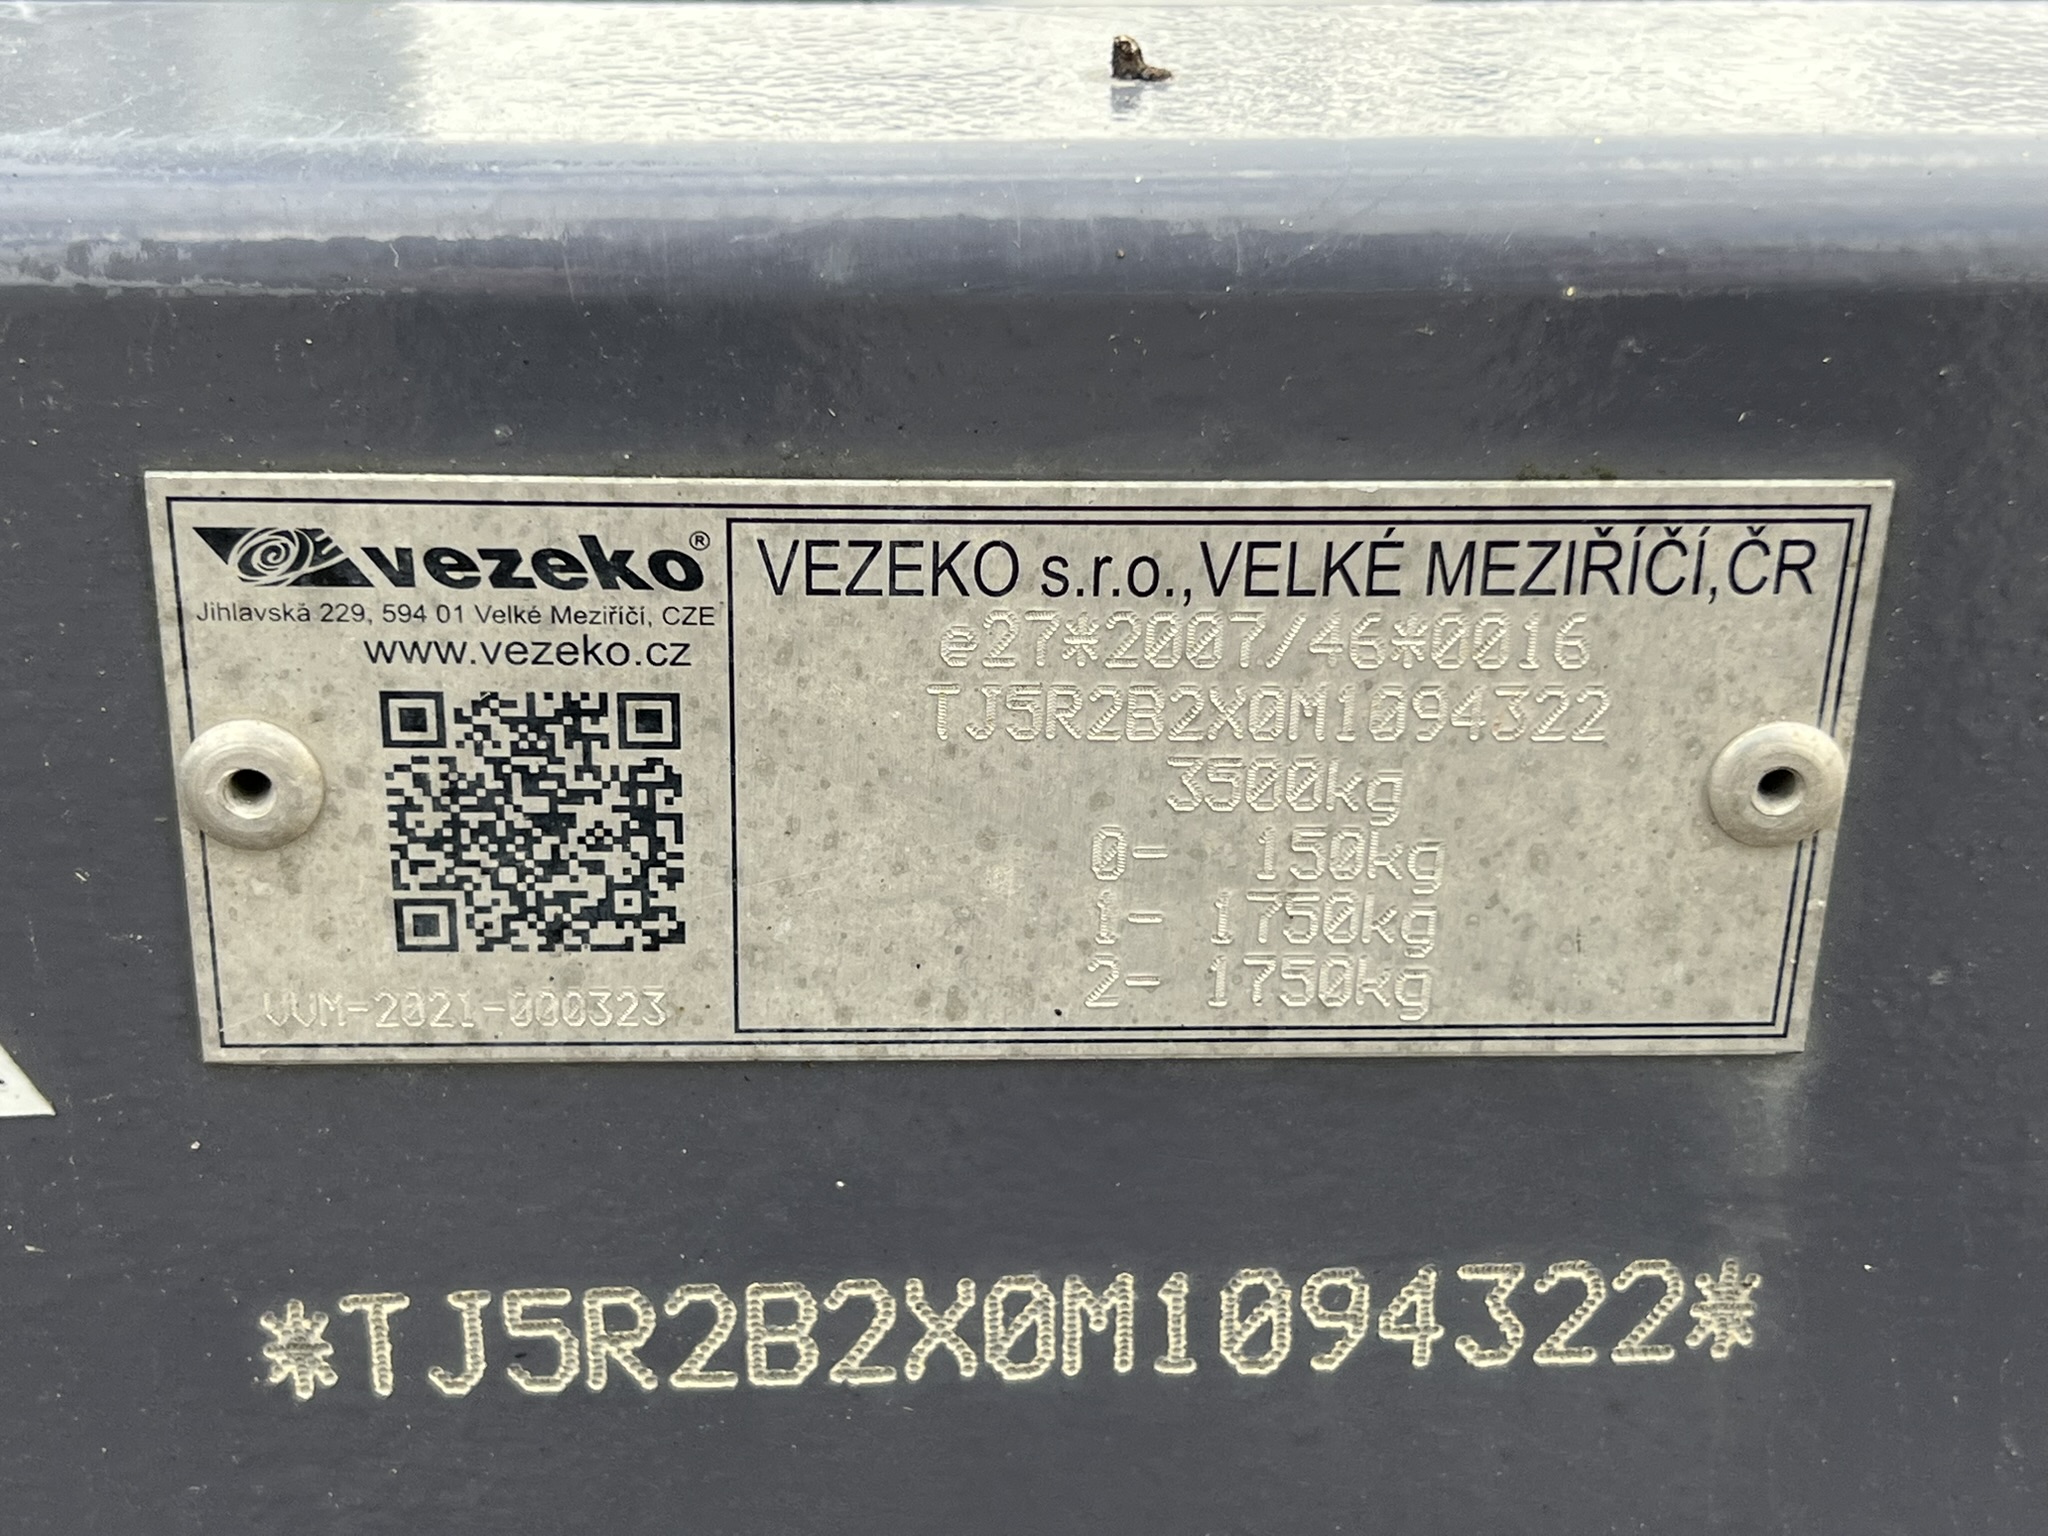 vezeko®
Jihlavská 229, 594 01 Velké Meziříčí, CZE
www.vezeko.cz
VVM-2021-000323
VEZEKO s.r.o.,VELKÉ MEZIŘÍČÍ,ČR
e27*2007/46*0016
TJ5R2B2X0M1094322
3500kg
0- 150kg
1- 1750kg
2- 1750kg
*TJ5R2B2X0M1094322*